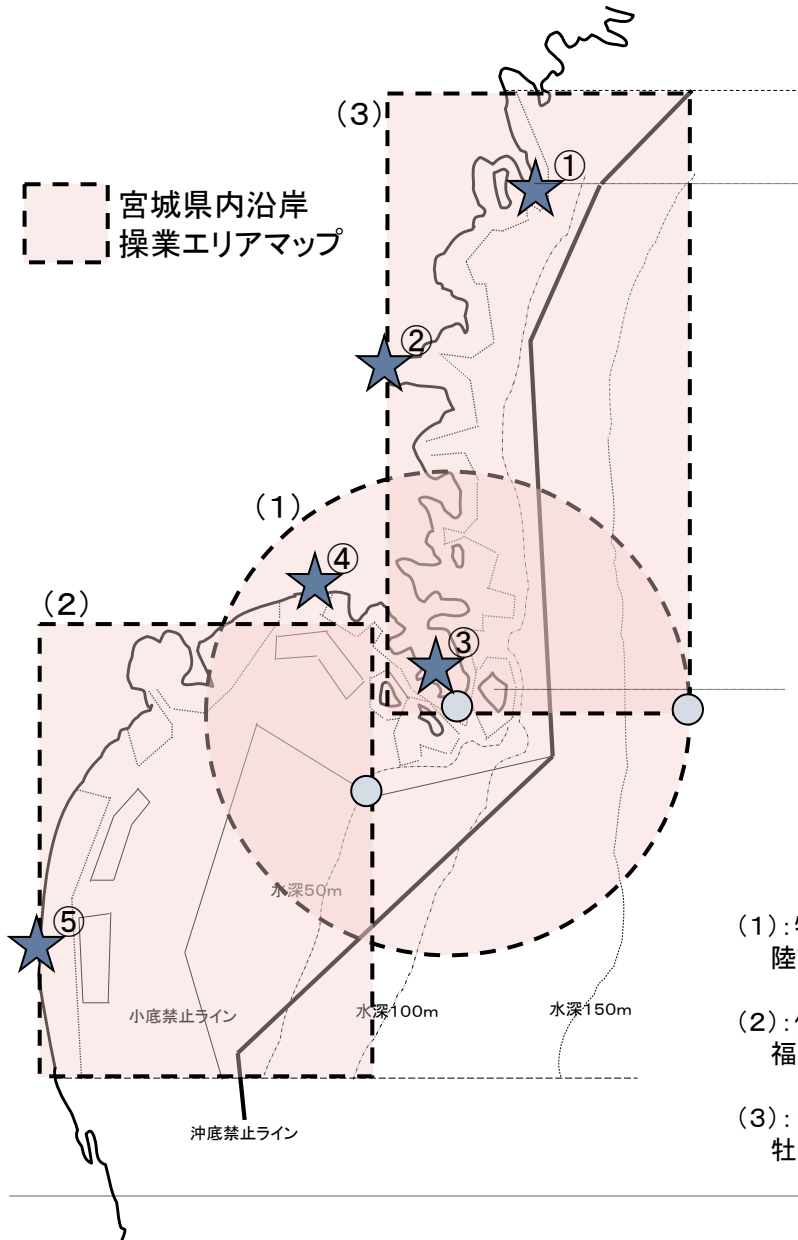 (3)
①
宮城県内沿岸
操業エリアマップ
②
(1)
④
(2)
③
水深50m
⑤
(1):
陸
小底禁止ライン
水深100m
水深150m
(2):
福
沖底禁止ライン
(3):
牡